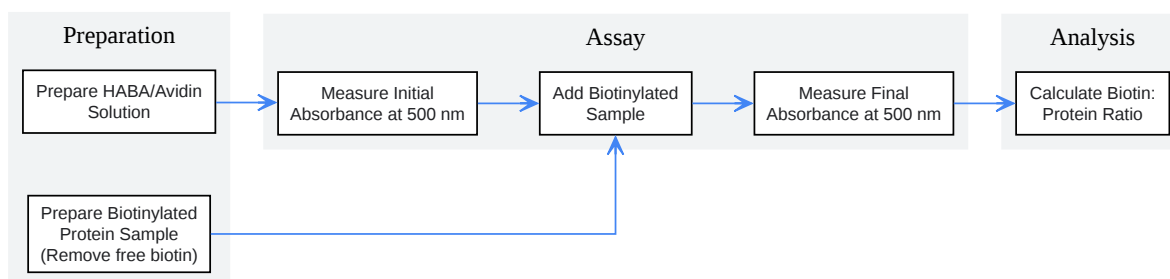 Preparation
Prepare HABA/Avidin
Solution
Prepare Biotinylated
Protein Sample
(Remove free biotin)
Assay
Measure Initial
Absorbance at 500 nm
Add Biotinylated
Sample
Measure Final
Absorbance at 500 nm
Analysis
Calculate Biotin:
Protein Ratio